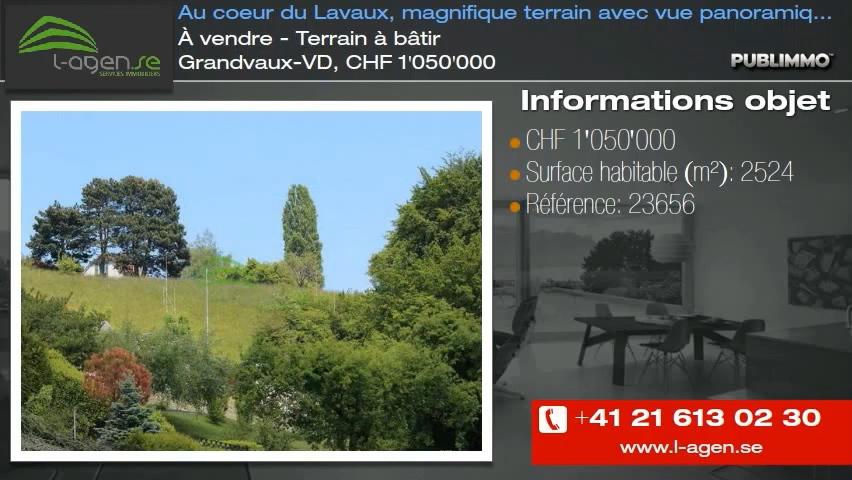 Au coeur du Lavaux, magnifique terrain avec vue panoramiq...
À vendre - Terrain à bâtir
Grandvaux-VD, CHF 1'050'000
l-agen.se
SERVICES IMMOBILIERS
PUBLIMMO
Informations objet
CHF 1'050'000
Surface habitable (m²): 2524
Référence: 23656
+41 21 613 02 30
www.l-agen.se